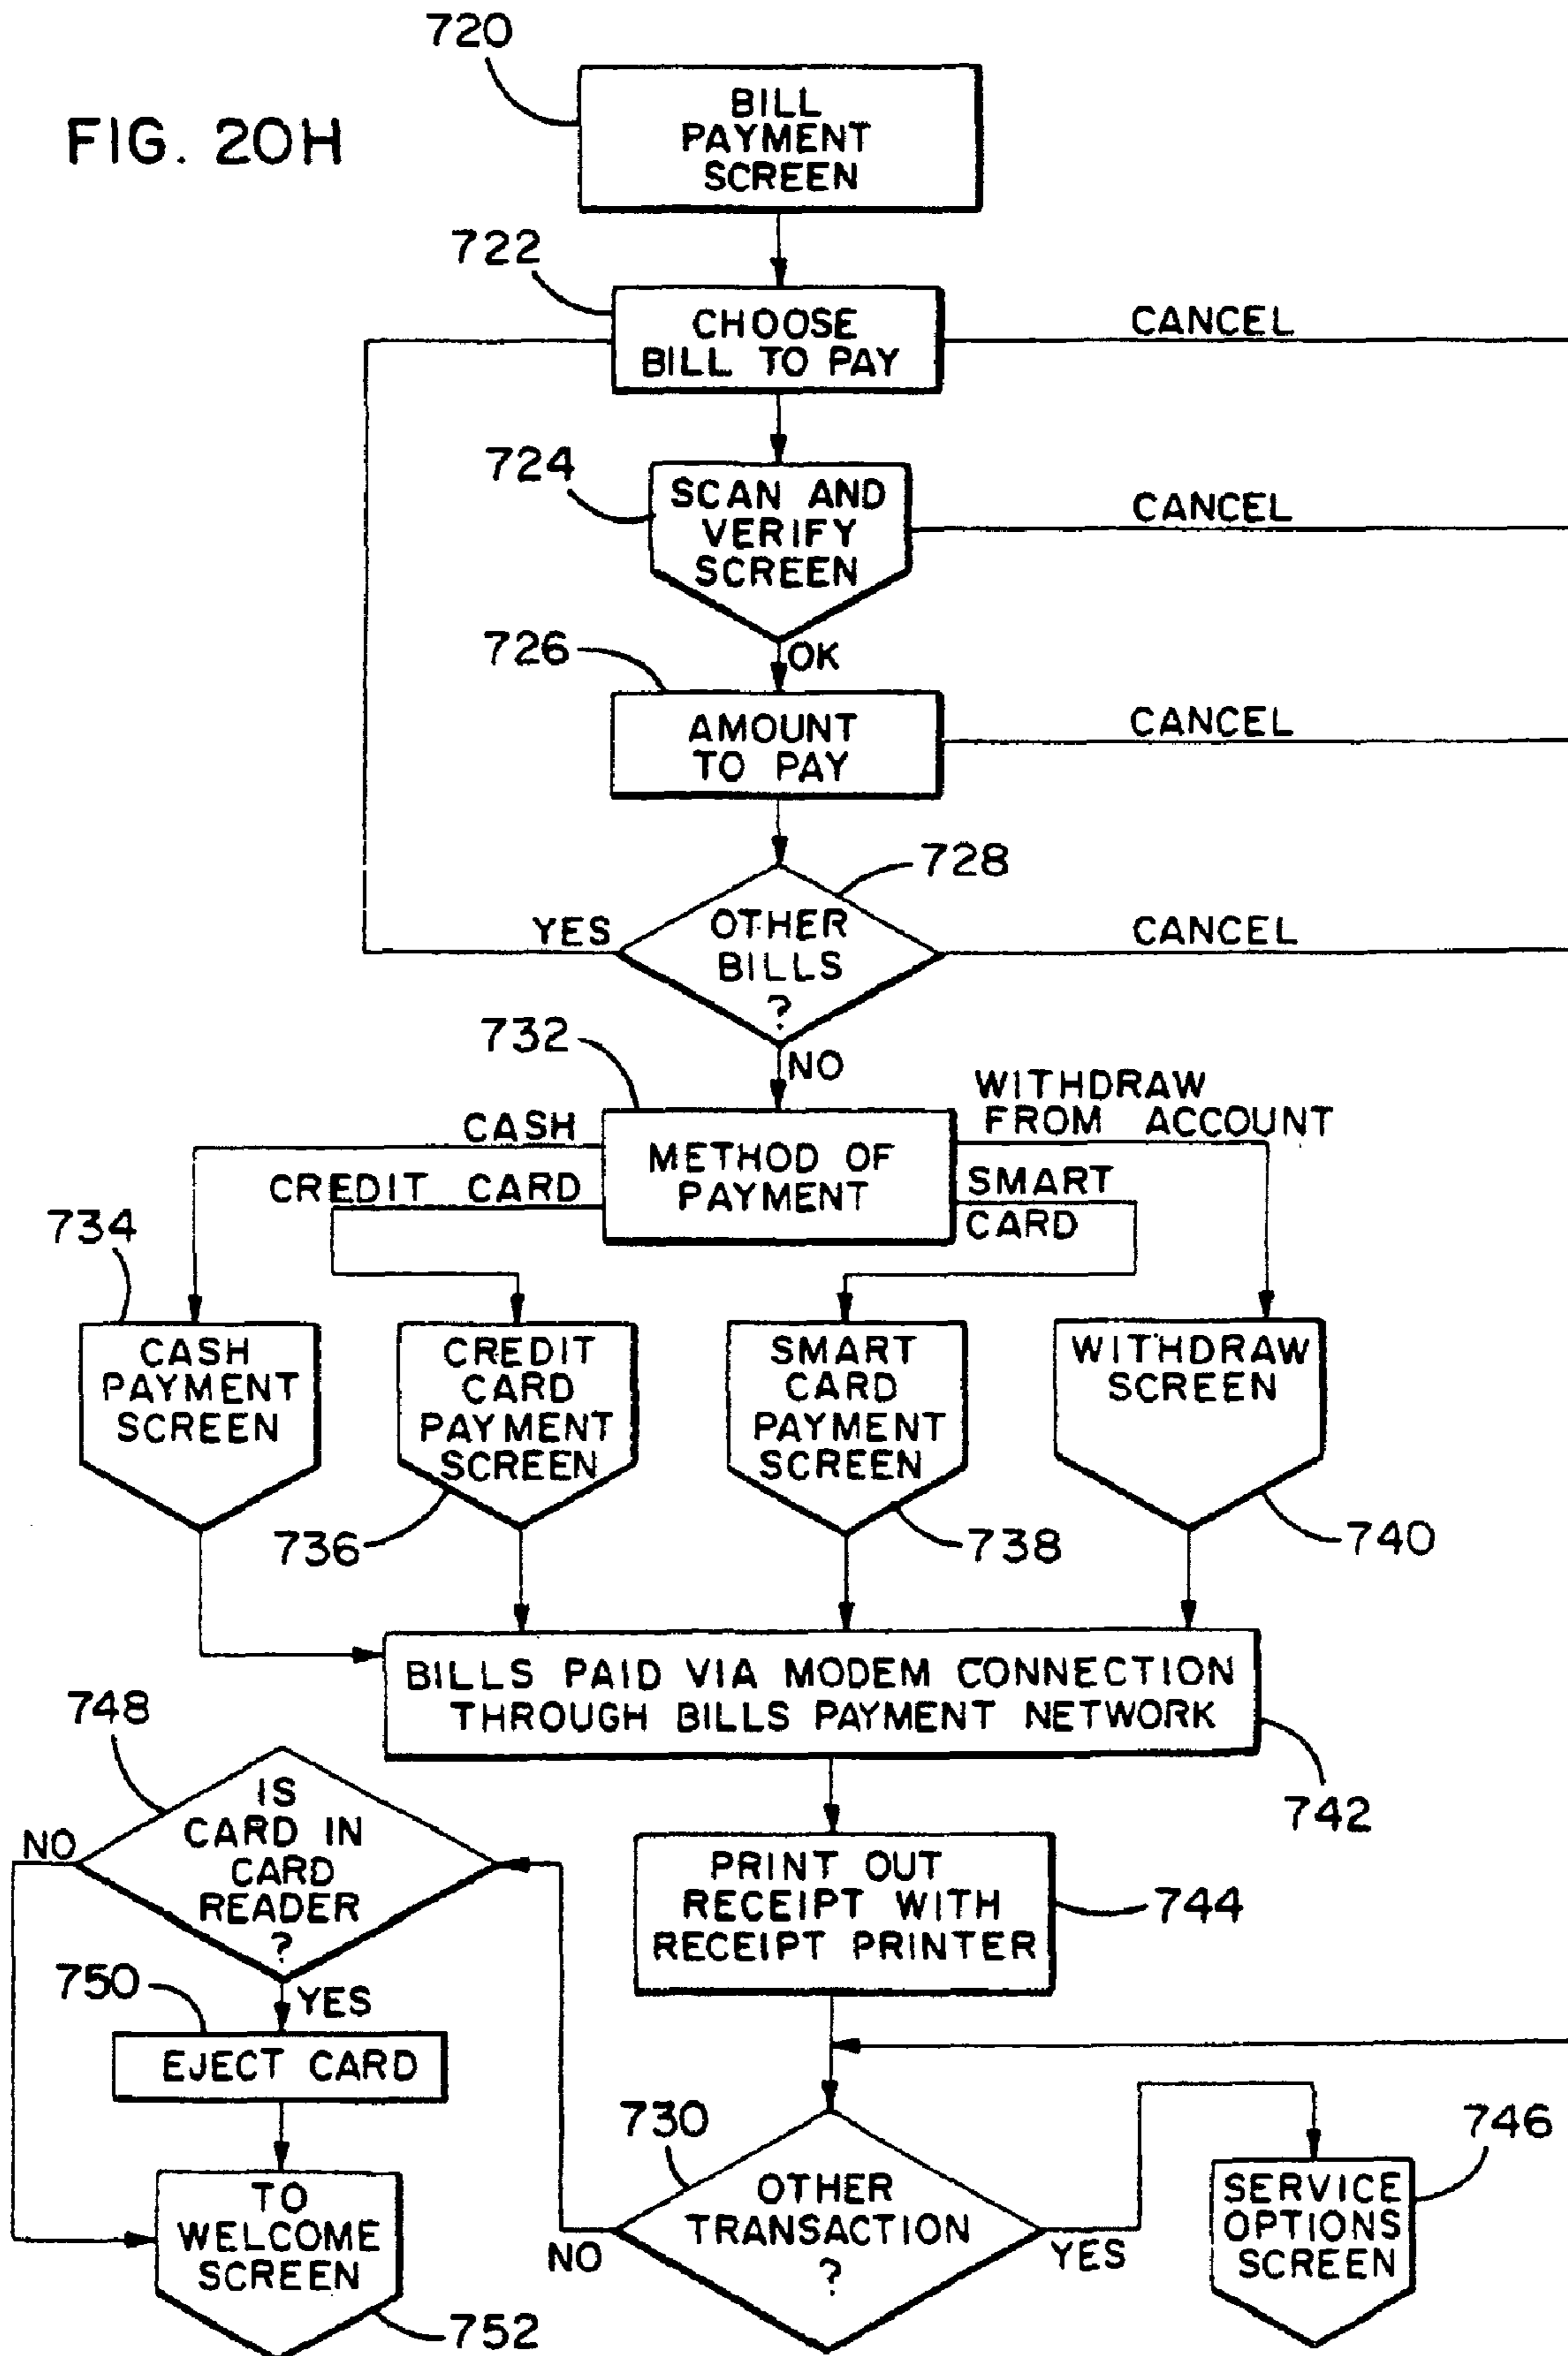 720
FIG. 20H
BILL
PAYMENT
SCREEN
722
CHOOSE
BILL TO PAY
CANCEL
724
SCAN AND
VERIFY
SCREEN
CANCEL
726
OK
AMOUNT
TO PAY
CANCEL
728
YES
OTHER
BILLS
?
CANCEL
732
NO
WITHDRAW
FROM ACCOUNT
CASH
METHOD OF
PAYMENT
CREDIT CARD
SMART
CARD
734
CASH
PAYMENT
SCREEN
CREDIT
CARD
PAYMENT
SCREEN
SMART
CARD
PAYMENT
SCREEN
WITHDRAW
SCREEN
736
738
740
BILLS PAID VIA MODEM CONNECTION
THROUGH BILLS PAYMENT NETWORK
742
748
IS
CARD IN
CARD
READER
?
NO
PRINT OUT
RECEIPT WITH
RECEIPT PRINTER
744
750
YES
EJECT CARD
730
746
OTHER
TRANSACTION
?
NO
YES
SERVICE
OPTIONS
SCREEN
TO
WELCOME
SCREEN
752